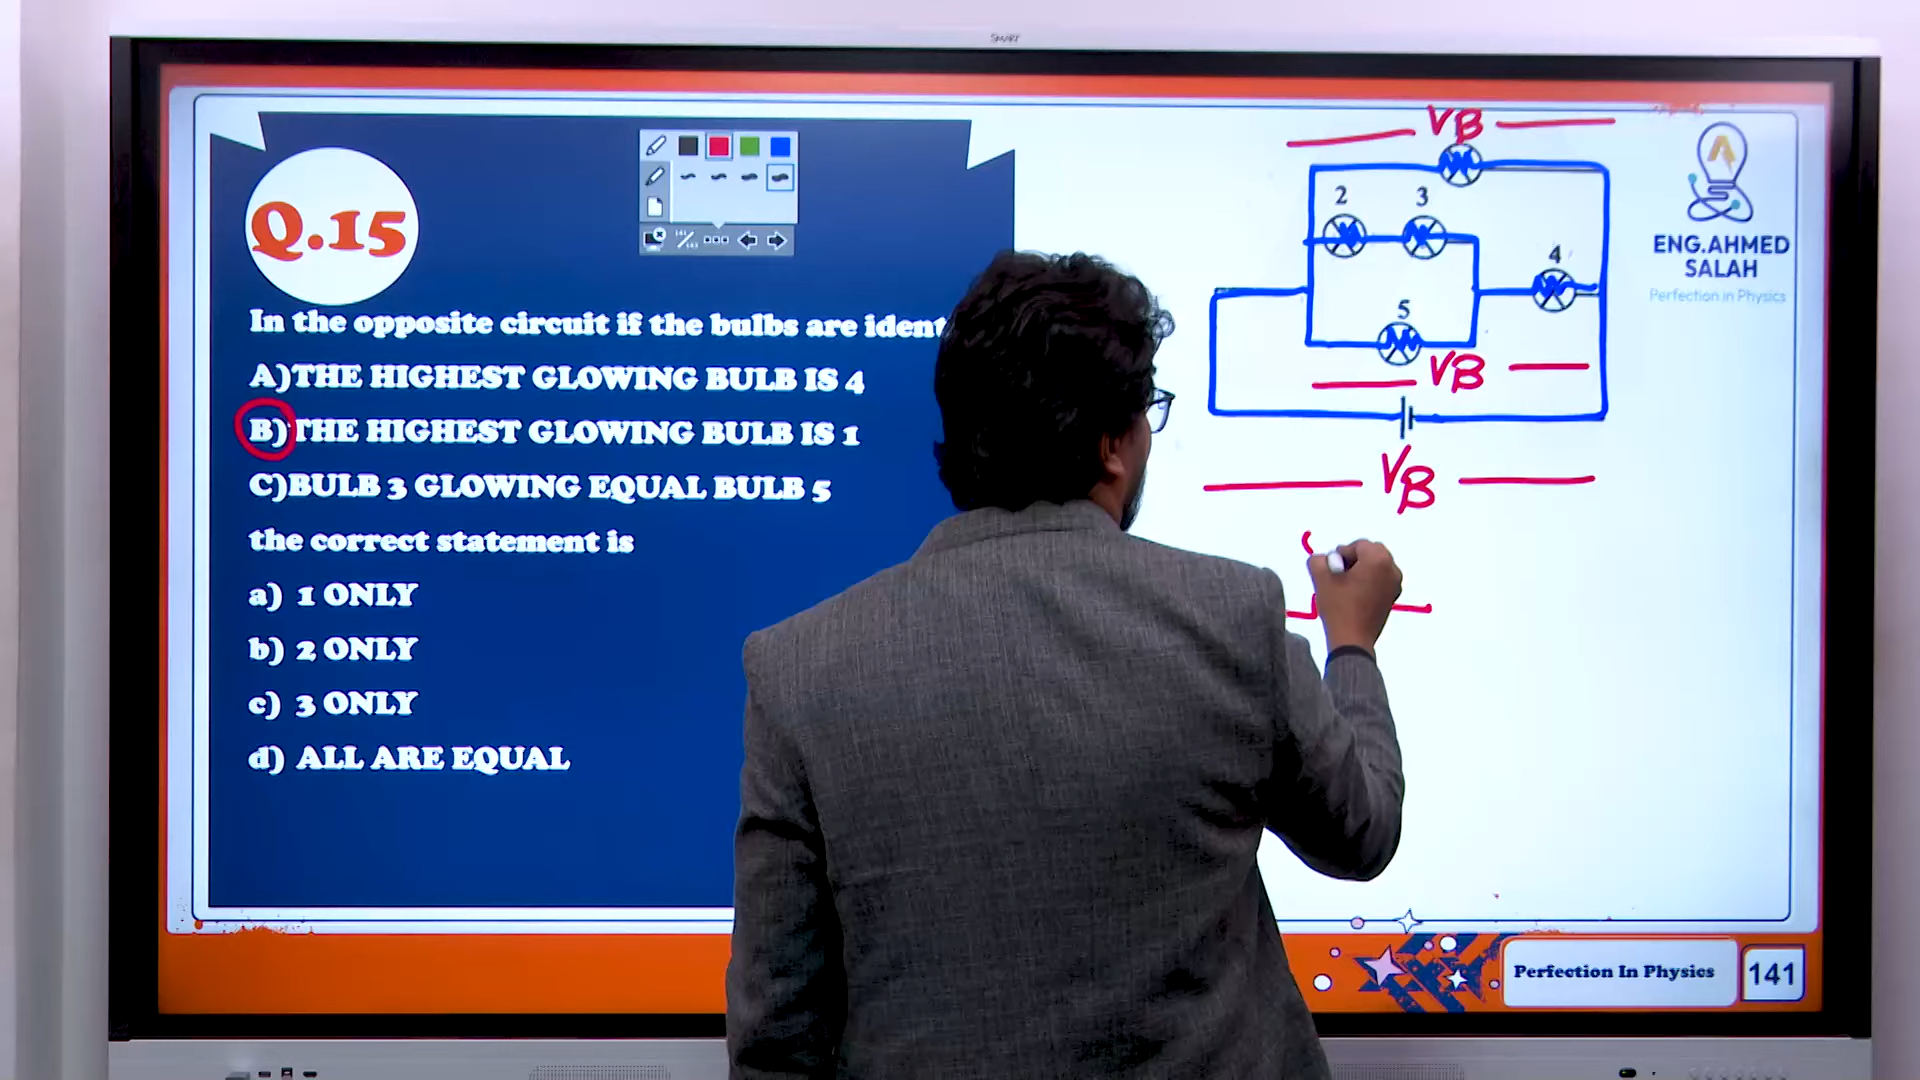 SMART
Q.15
In the opposite circuit if the bulbs are ident
A)THE HIGHEST GLOWING BULB IS 4
B)THE HIGHEST GLOWING BULB IS 1
C)BULB 3 GLOWING EQUAL BULB 5
the correct statement is
a) 1 ONLY
b) 2 ONLY
c) 3 ONLY
d) ALL ARE EQUAL
VB
2 3
4
5
VB
VB
ENG.AHMED
SALAH
Perfection in Physics
Perfection In Physics
141